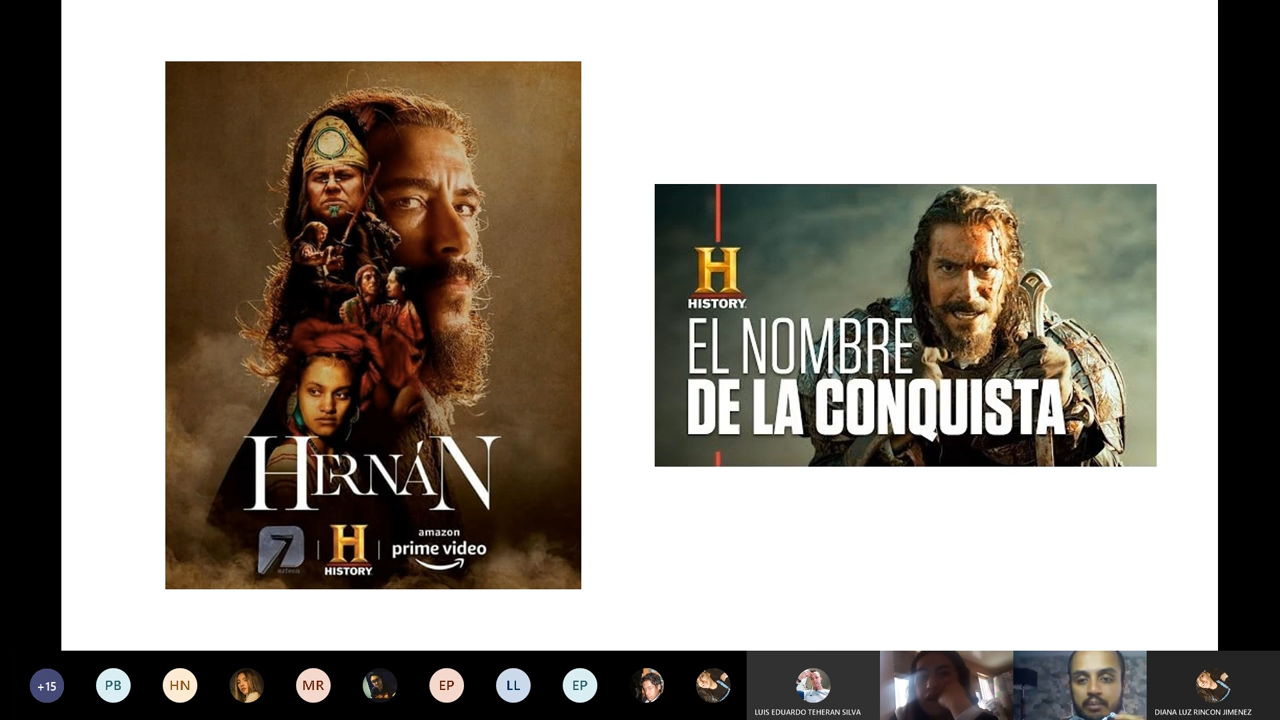 HERNÁN
7
azteca
HISTORY
amazon
prime video
H
HISTORY
EL NOMBRE
DE LA CONQUISTA
+15
PB
HN
MR
EP
LL
EP
LUIS EDUARDO TEHERAN SILVA
DIANA LUZ RINCON JIMENEZ